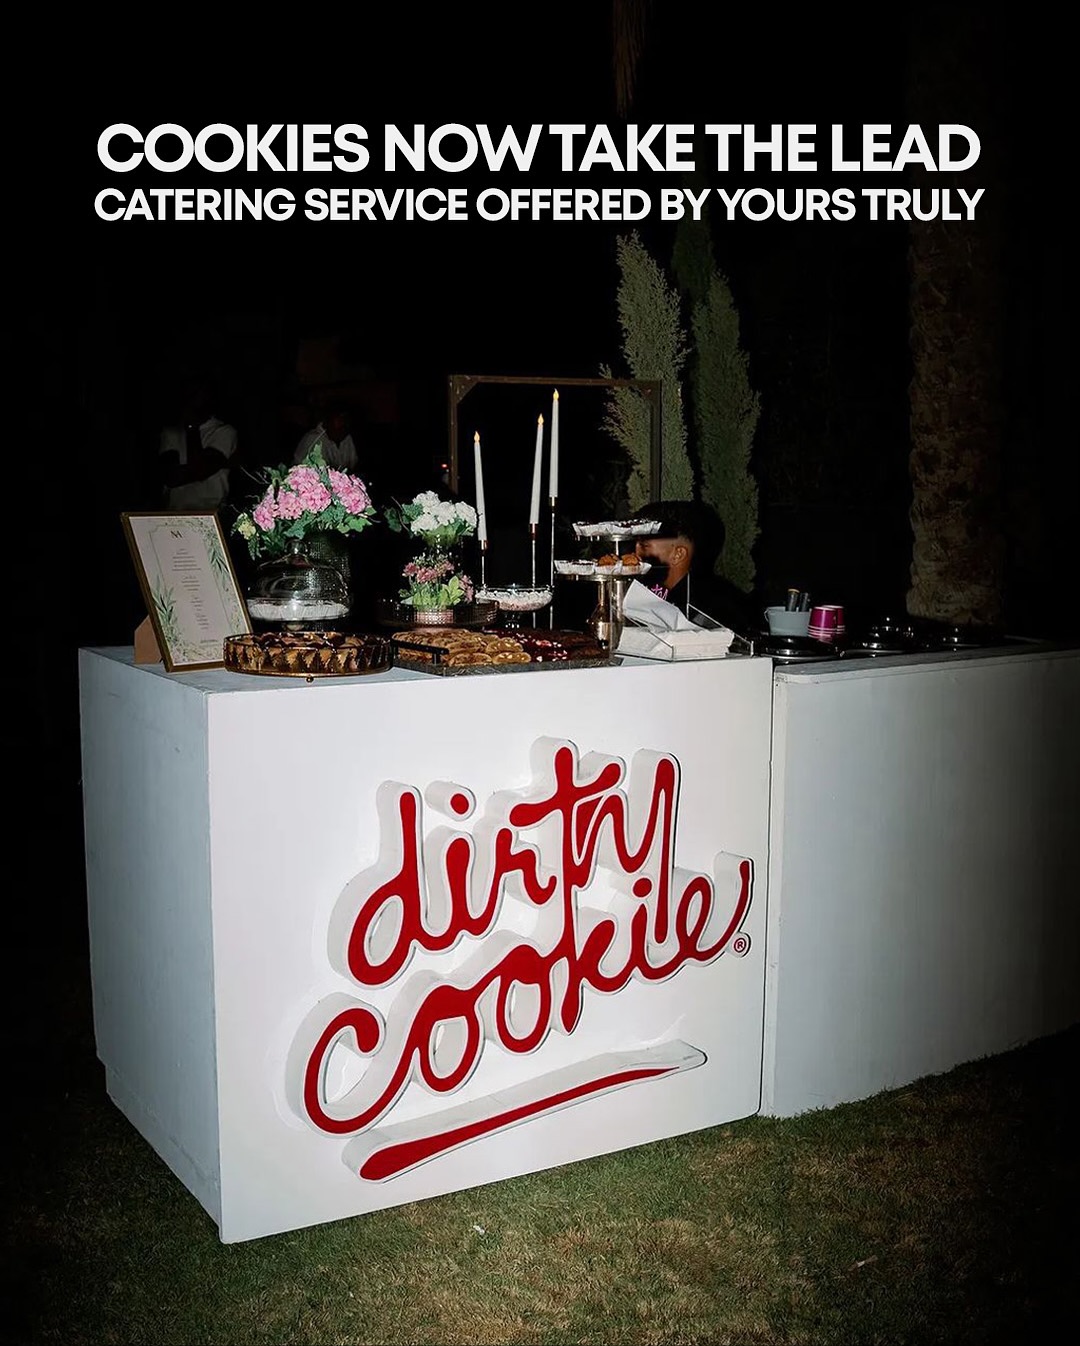 COOKIES NOW TAKE THE LEAD
CATERING SERVICE OFFERED BY YOURS TRULY
dirty
cookie®